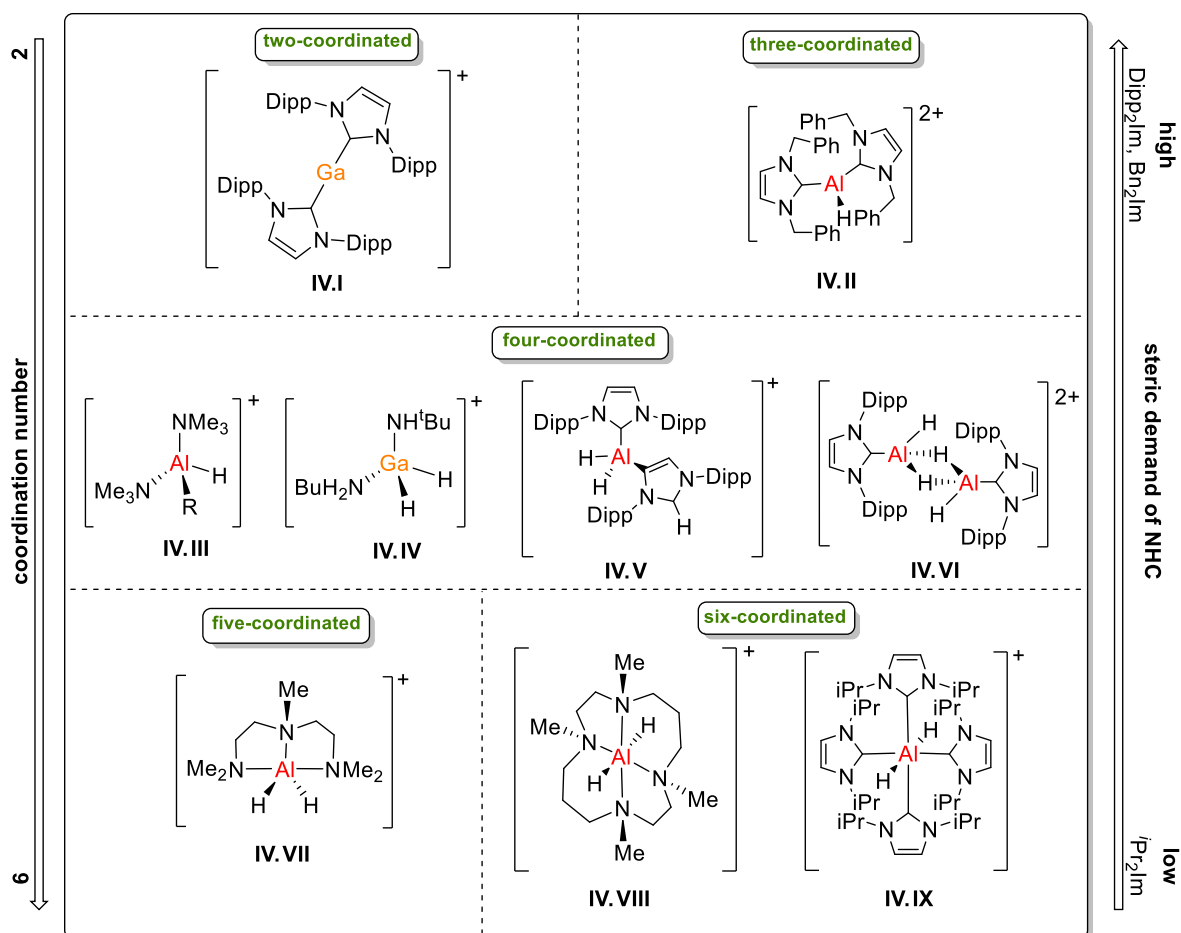 two-coordinated
three-coordinated
2
coordination number
6
high
Dipp₂Im, Bn₂Im
steric demand of NHC
low
ⁱPr₂Im
+
Dipp
N
N
Dipp
Ga
Dipp
N
N
Dipp
IV.I
2+
Ph
Ph
N
N
N
Al
N
HPh
Ph
IV.II
four-coordinated
+
NMe₃
Al
H
Me₃N
R
IV.III
+
NHᵗBu
Ga
H
BuH₂N
H
IV.IV
+
Dipp
N
N
Dipp
H
Al
H
N
Dipp
N
Dipp
H
IV.V
2+
Dipp
N
H
Dipp
Al
H
N
N
H
Al
Dipp
H
N
Dipp
IV.VI
five-coordinated
six-coordinated
+
Me
N
Me₂N
Al
NMe₂
H
H
IV.VII
+
Me
N
H
Me
N
Al
H
N
Me
N
Me
IV.VIII
+
iPr
N
N
iPr
iPr
iPr
N
H
N
Al
N
H
N
iPr
iPr
iPr
N
N
iPr
IV.IX